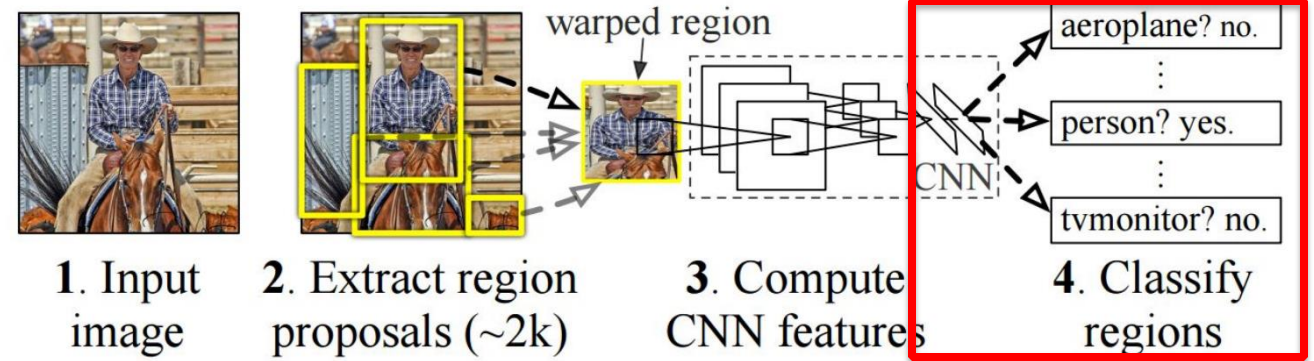 warped region
aeroplane? no.
person? yes.
CNN
tvmonitor? no.
1. Input
image
2. Extract region
proposals (~2k)
3. Compute
CNN features
4. Classify
regions